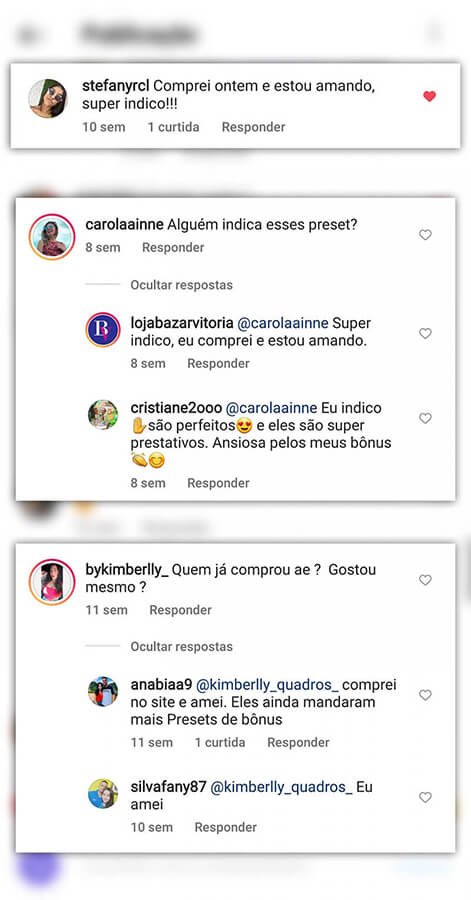 Publicação
stefanyrcl Comprei ontem e estou amando,
super indico!!!
10 sem 1 curtida Responder
carolaainne Alguém indica esses preset?
8 sem Responder
Ocultar respostas
lojabazarvitoria @carolaainne Super
indico, eu comprei e estou amando.
8 sem Responder
cristiane2ooo @carolaainne Eu indico
✋são perfeitos😍 e eles são super
prestativos. Ansiosa pelos meus bônus
👏😊
8 sem Responder
bykimberlly_ Quem já comprou ae ? Gostou
mesmo ?
11 sem Responder
Ocultar respostas
anabiaa9 @kimberlly_quadros_ comprei
no site e amei. Eles ainda mandaram
mais Presets de bônus
11 sem 1 curtida Responder
silvafany87 @kimberlly_quadros_ Eu
amei
10 sem Responder